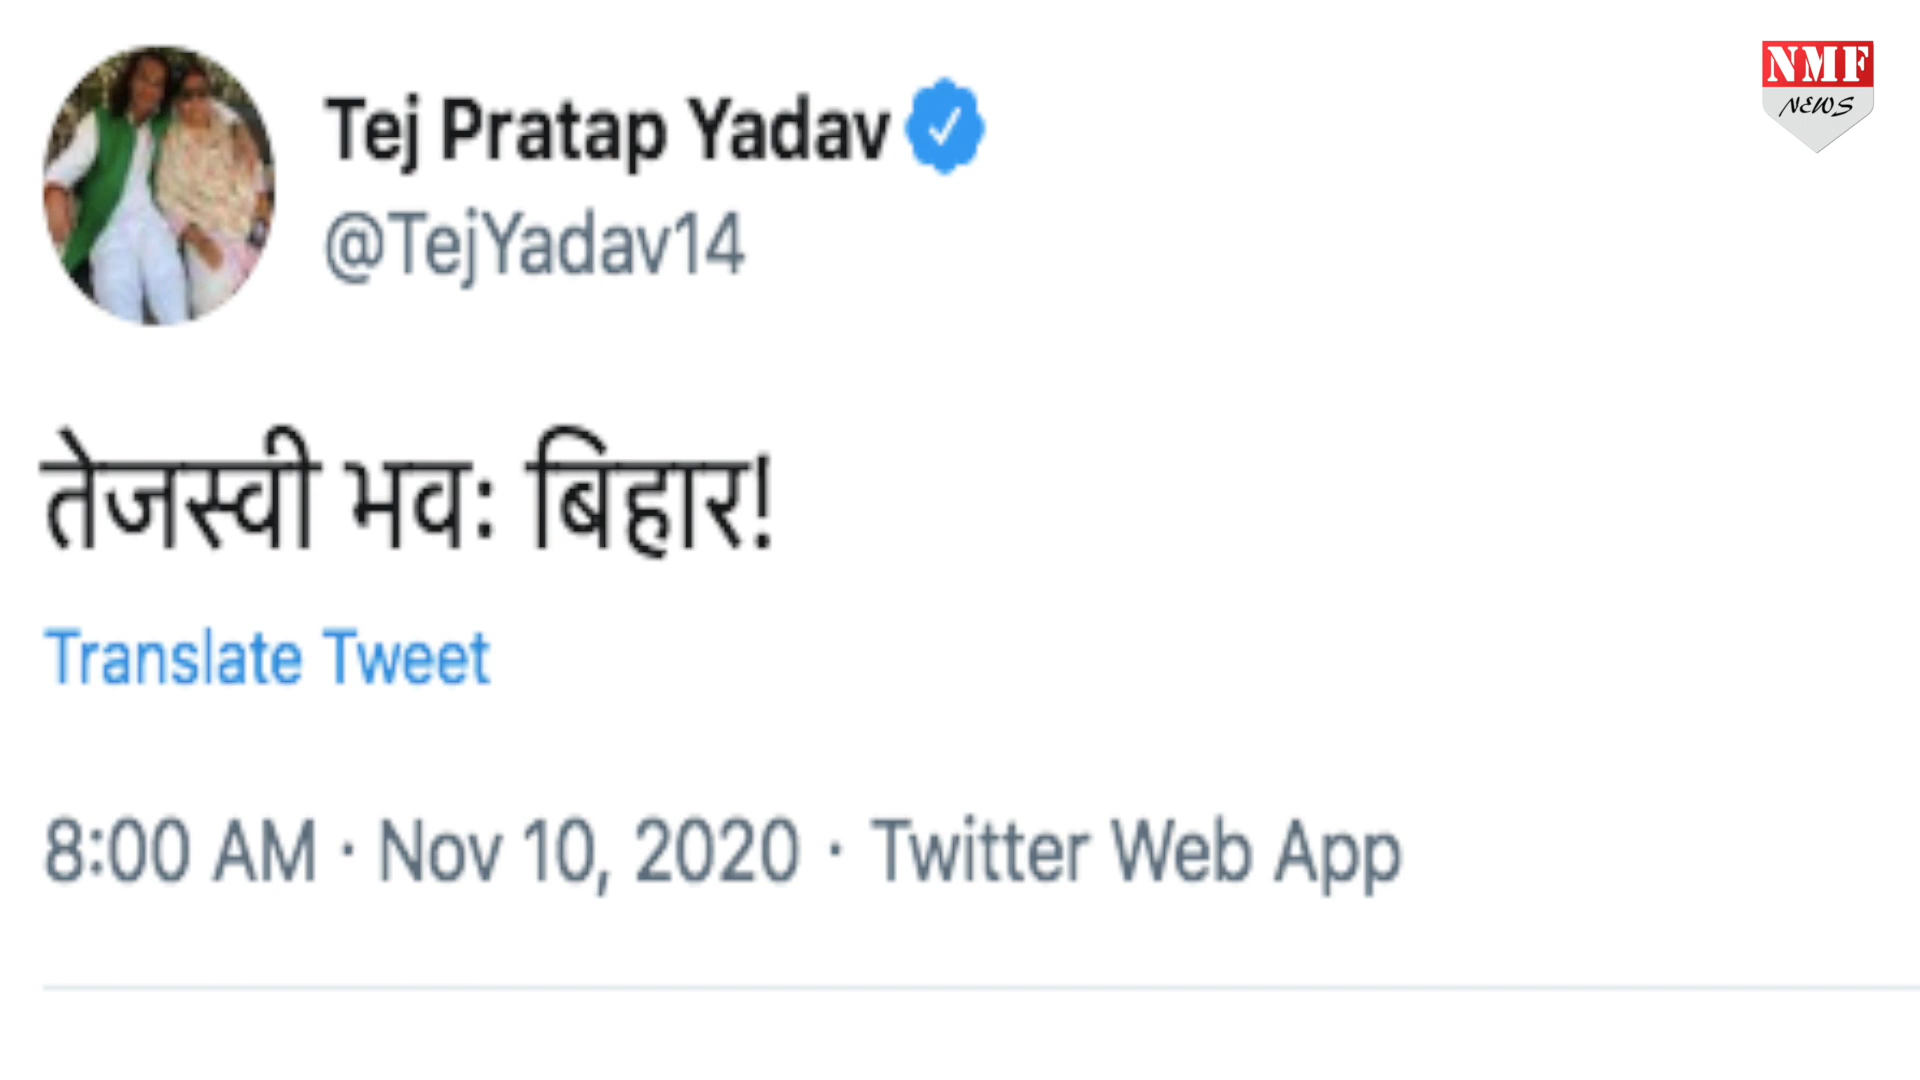 Tej Pratap Yadav
@TejYadav14
NMF
NEWS
तेजस्वी भवः बिहार!
Translate Tweet
8:00 AM · Nov 10, 2020 · Twitter Web App